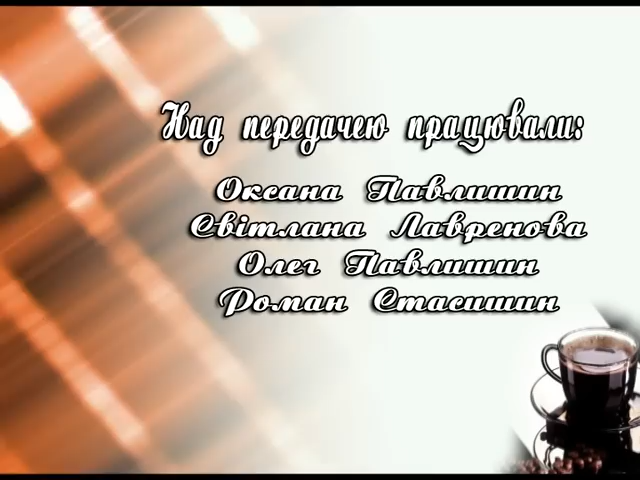 Над передачею працювали:
Оксана Павлишин
Світлана Лавренова
Олег Павлишин
Роман Стасишин